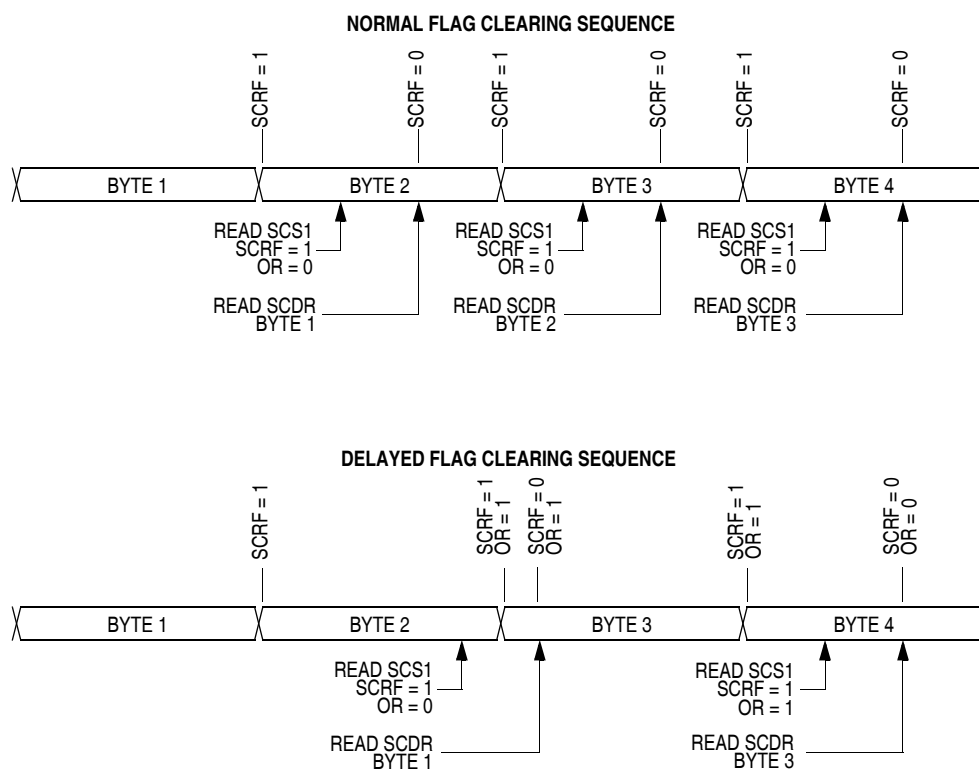 NORMAL FLAG CLEARING SEQUENCE
SCRF = 1
SCRF = 0
SCRF = 1
SCRF = 0
SCRF = 1
SCRF = 0
BYTE 1
BYTE 2
BYTE 3
BYTE 4
READ SCS1
SCRF = 1
OR = 0
READ SCS1
SCRF = 1
OR = 0
READ SCS1
SCRF = 1
OR = 0
READ SCDR
BYTE 1
READ SCDR
BYTE 2
READ SCDR
BYTE 3
DELAYED FLAG CLEARING SEQUENCE
SCRF = 1
SCRF = 1
OR = 1
SCRF = 0
OR = 1
SCRF = 1
OR = 1
SCRF = 0
OR = 0
BYTE 1
BYTE 2
BYTE 3
BYTE 4
READ SCS1
SCRF = 1
OR = 0
READ SCS1
SCRF = 1
OR = 1
READ SCDR
BYTE 1
READ SCDR
BYTE 3